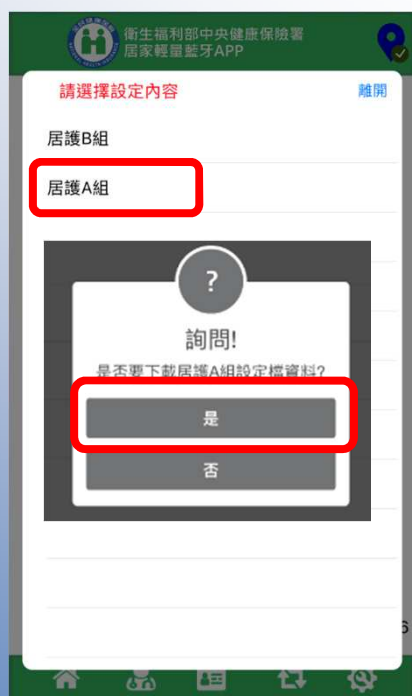 衛生福利部中央健康保險署
居家輕量藍牙APP
請選擇設定內容 離開
居護B組
居護A組
?
詢問!
是否要下載居護A組設定檔資料?
是
否
6